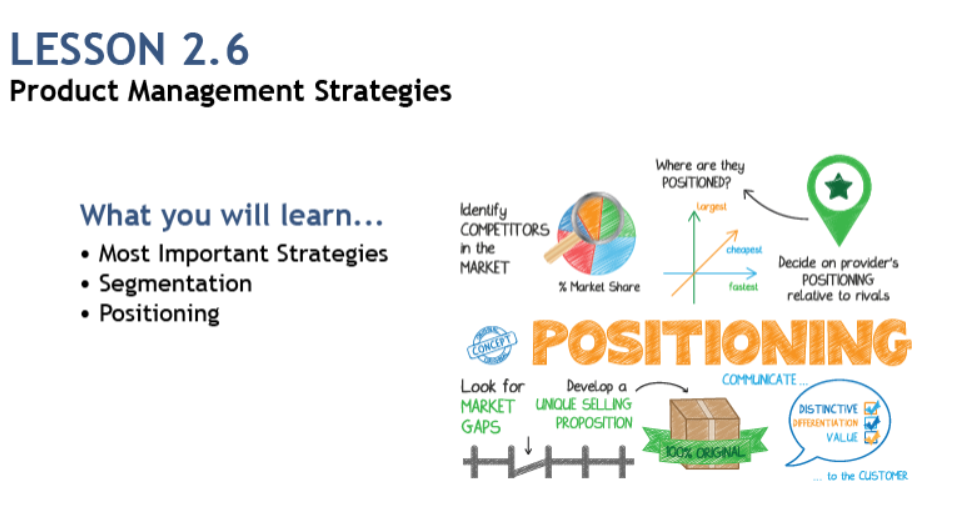 LESSON 2.6
Product Management Strategies
What you will learn...
• Most Important Strategies
• Segmentation
• Positioning
Identify
COMPETITORS
in the
MARKET
% Market Share
Where are they
POSITIONED?
largest
cheapest
fastest
Decide on provider's
POSITIONING
relative to rivals
CONCEPT
POSITIONING
Look for
MARKET
GAPS
Develop a
UNIQUE SELLING
PROPOSITION
100% ORIGINAL
COMMUNICATE...
DISTINCTIVE
DIFFERENTIATION
VALUE
... to the CUSTOMER